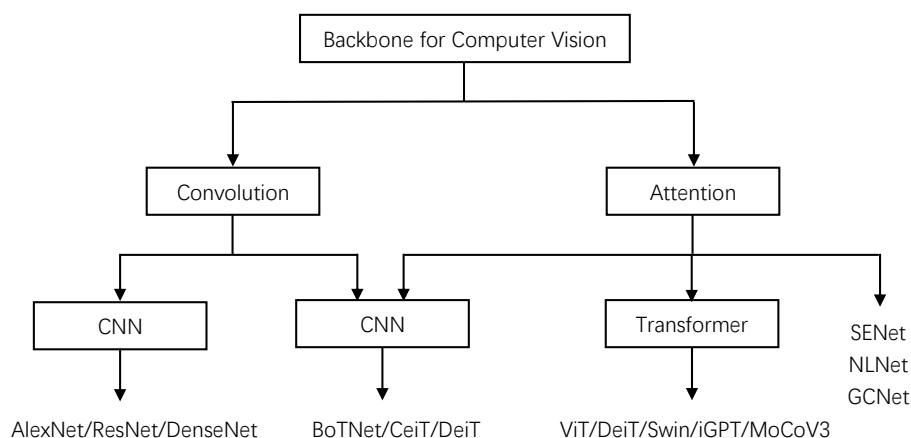 Backbone for Computer Vision
Convolution
Attention
CNN
CNN
Transformer
SENet
NLNet
GCNet
AlexNet/ResNet/DenseNet
BoTNet/CeiT/DeiT
ViT/DeiT/Swin/iGPT/MoCoV3